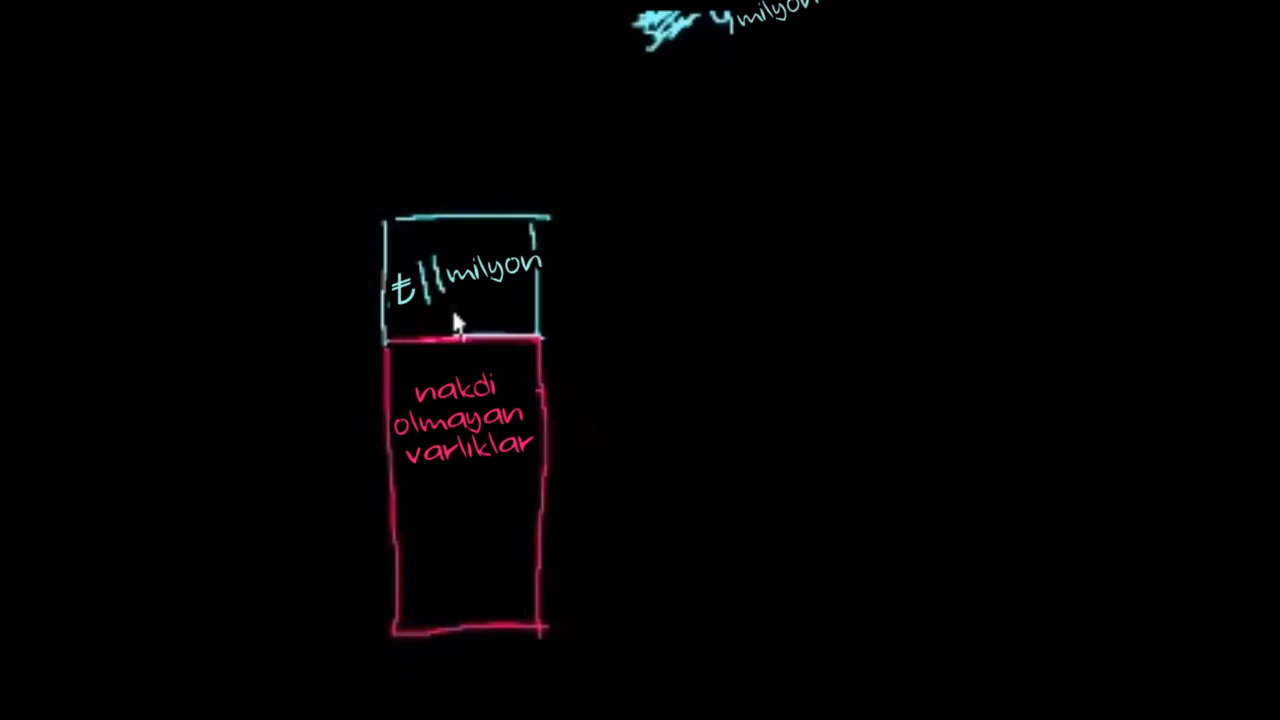 4 milyon
₺11 milyon
nakdi
olmayan
varlıklar